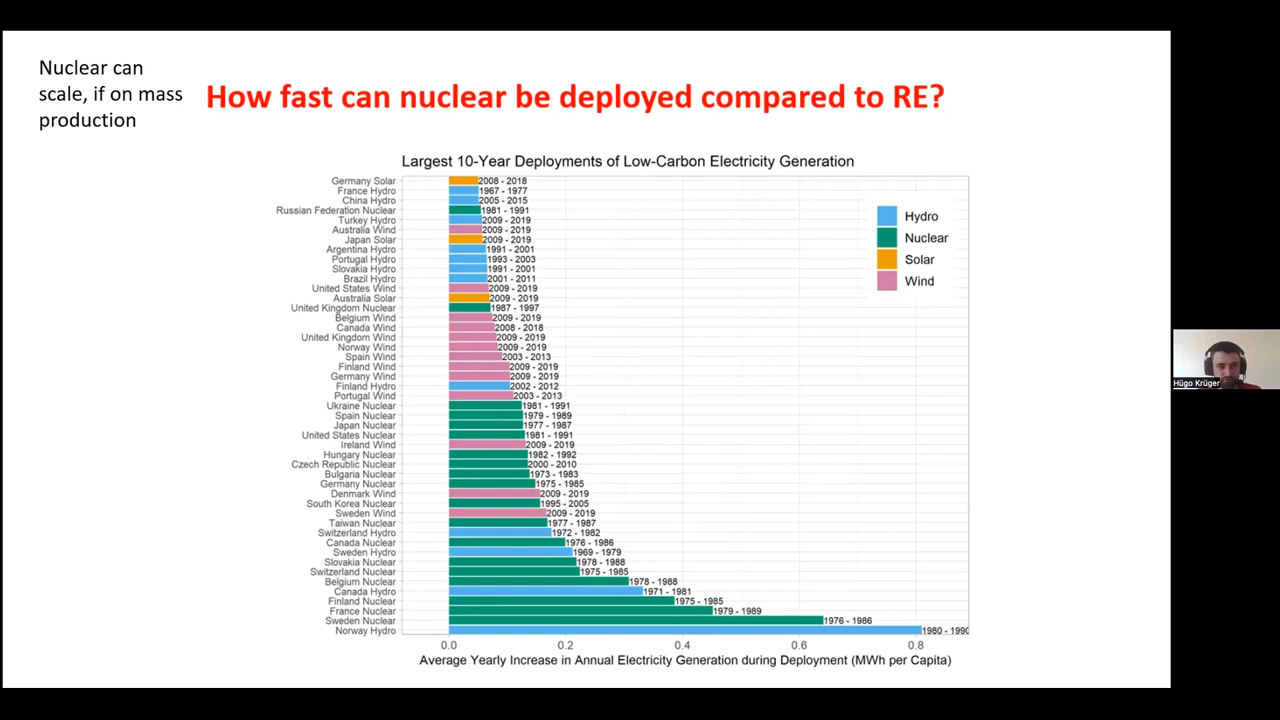 Nuclear can
scale, if on mass
production
How fast can nuclear be deployed compared to RE?
Largest 10-Year Deployments of Low-Carbon Electricity Generation
Germany Solar 2008 - 2018
France Hydro 1967 - 1977
China Hydro 2005 - 2015
Russian Federation Nuclear 1981 - 1991
Turkey Hydro 2009 - 2019
Australia Wind 2009 - 2019
Japan Solar 2009 - 2019
Argentina Hydro 1991 - 2001
Portugal Hydro 1993 - 2003
Slovakia Hydro 1991 - 2001
Brazil Hydro 2001 - 2011
United States Wind 2009 - 2019
Australia Solar 2009 - 2019
United Kingdom Nuclear 1987 - 1997
Belgium Wind 2009 - 2019
Canada Wind 2008 - 2018
United Kingdom Wind 2009 - 2019
Norway Wind 2009 - 2019
Spain Wind 2003 - 2013
Finland Wind 2009 - 2019
Germany Wind 2009 - 2019
Finland Hydro 2002 - 2012
Portugal Wind 2003 - 2013
Ukraine Nuclear 1981 - 1991
Spain Nuclear 1979 - 1989
Japan Nuclear 1977 - 1987
United States Nuclear 1981 - 1991
Ireland Wind 2009 - 2019
Hungary Nuclear 1982 - 1992
Czech Republic Nuclear 2000 - 2010
Bulgaria Nuclear 1973 - 1983
Germany Nuclear 1975 - 1985
Denmark Wind 2009 - 2019
South Korea Nuclear 1995 - 2005
Sweden Wind 2009 - 2019
Taiwan Nuclear 1977 - 1987
Switzerland Hydro 1972 - 1982
Canada Nuclear 1976 - 1986
Sweden Hydro 1969 - 1979
Slovakia Nuclear 1978 - 1988
Switzerland Nuclear 1975 - 1985
Belgium Nuclear 1978 - 1988
Canada Hydro 1971 - 1981
Finland Nuclear 1975 - 1985
France Nuclear 1979 - 1989
Sweden Nuclear 1976 - 1986
Norway Hydro 1980 - 1990
Hydro
Nuclear
Solar
Wind
0.0 0.2 0.4 0.6 0.8
Average Yearly Increase in Annual Electricity Generation during Deployment (MWh per Capita)
Hügo Krüger